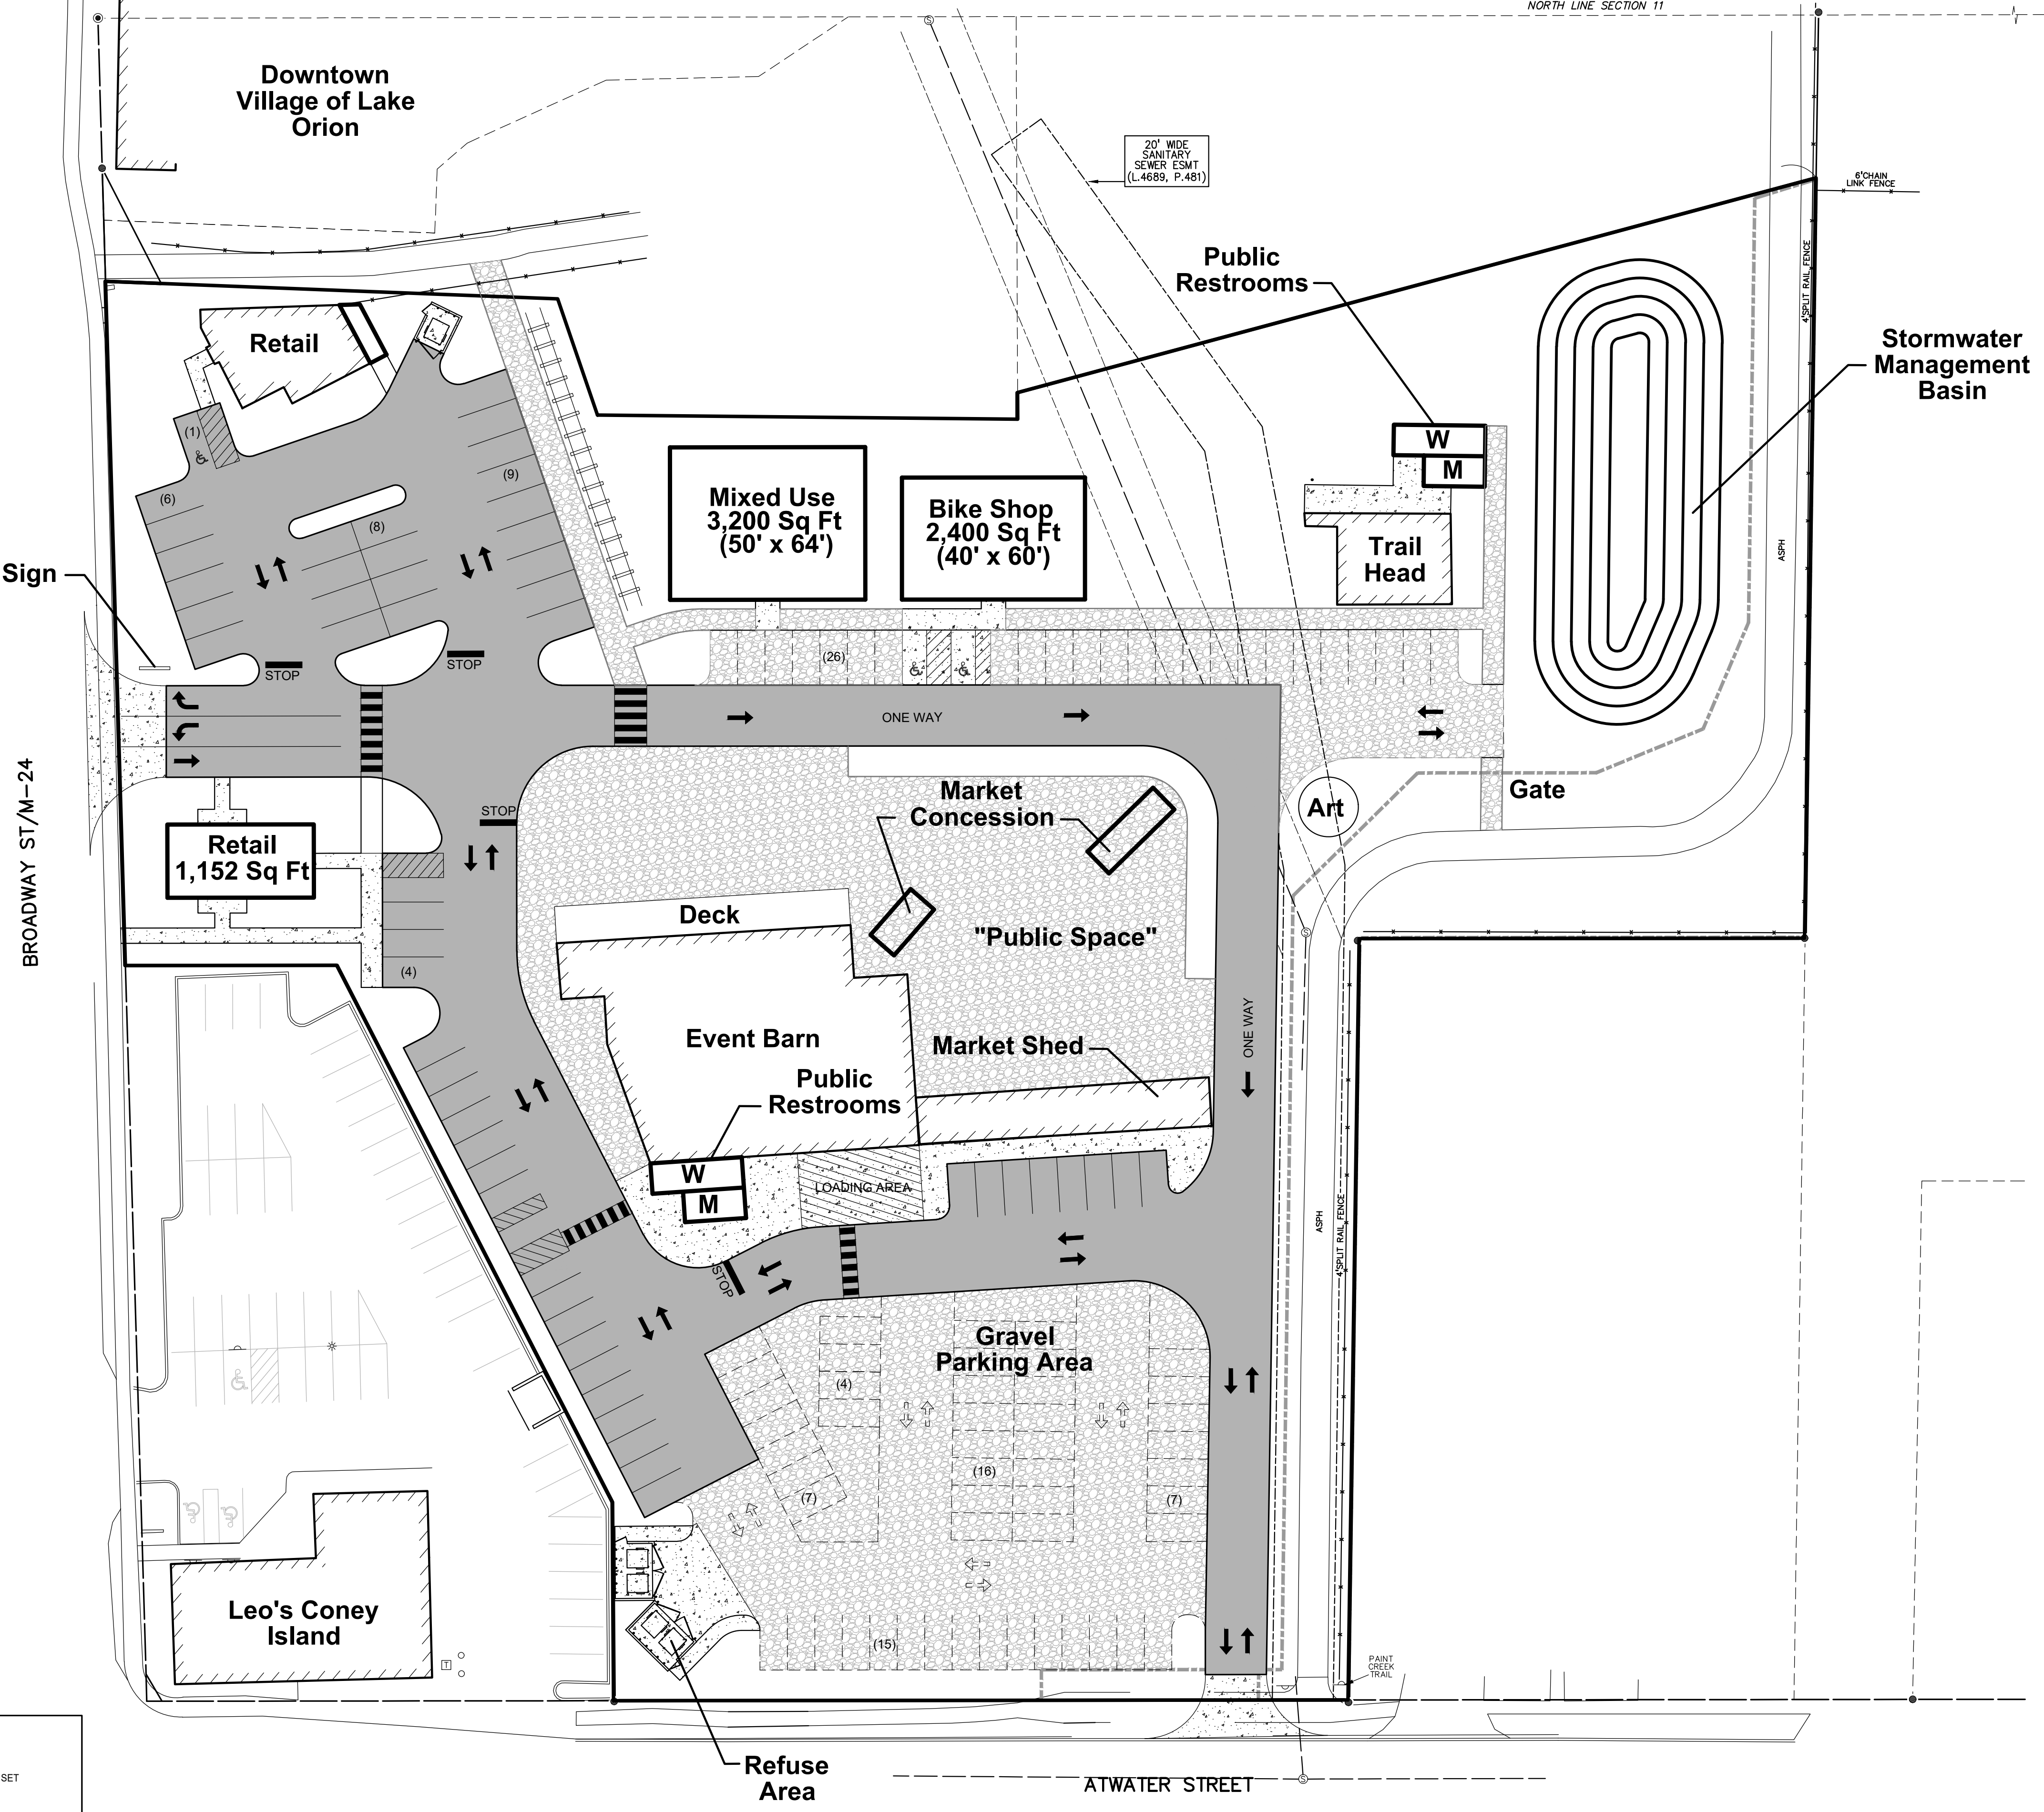 NORTH LINE SECTION 11
Downtown
Village of Lake
Orion
20' WIDE
SANITARY
SEWER ESMT
(L.4689, P.481)
6'CHAIN
LINK FENCE
Public
Restrooms
4'SPLIT RAIL FENCE
Stormwater
Management
Basin
Retail
(1)
(6)
(9)
(8)
W
M
Mixed Use
3,200 Sq Ft
(50' x 64')
Bike Shop
2,400 Sq Ft
(40' x 60')
Trail
Head
ASPH
Sign
STOP
STOP
(26)
ONE WAY
BROADWAY ST/M-24
STOP
Market
Concession
Art
Gate
Retail
1,152 Sq Ft
Deck
"Public Space"
(4)
Event Barn
Market Shed
ONE WAY
Public
Restrooms
W
M
LOADING AREA
ASPH
4'SPLIT RAIL FENCE
STOP
Gravel
Parking Area
(4)
(16)
(7)
(7)
Leo's Coney
Island
(15)
T
PAINT
CREEK
TRAIL
Refuse
Area
ATWATER STREET
SET
S
S
S